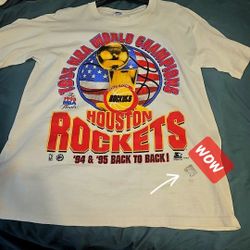 1995 NBA WORLD CHAMPIONS
ROCKETS
HOUSTON
ROCKETS
'94 & '95 BACK TO BACK!
WOW